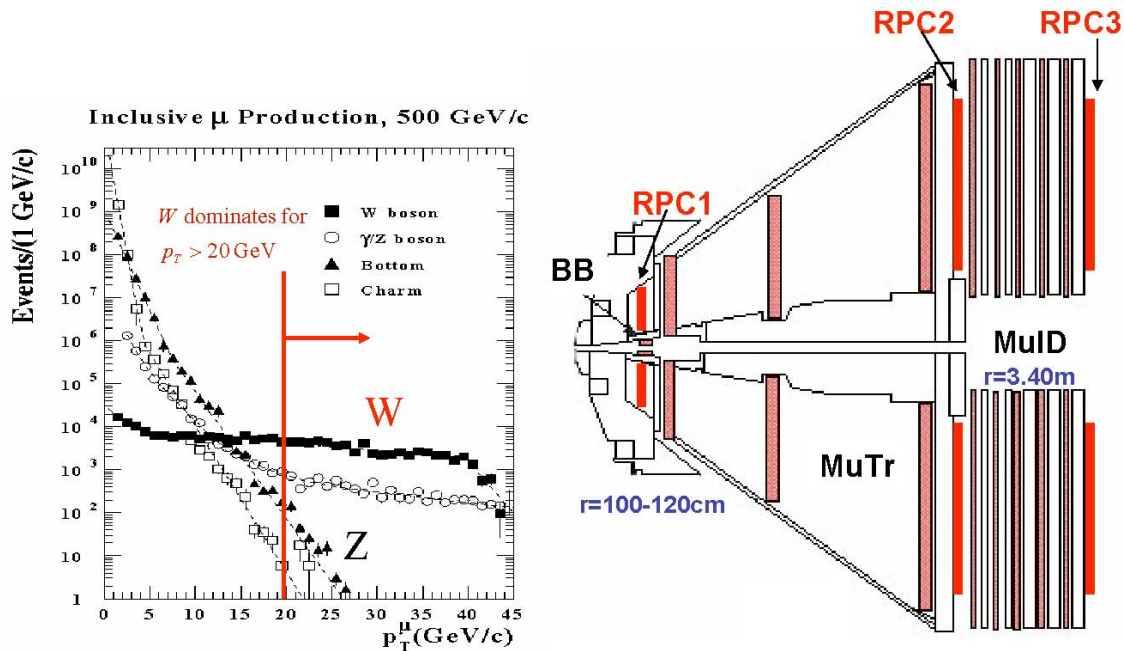 Inclusive μ Production, 500 GeV/c
Events/(1 GeV/c)
10^10
10^9
10^8
10^7
10^6
10^5
10^4
10^3
10^2
10
1
W dominates for
p_T > 20 GeV
W boson
γ/Z boson
Bottom
Charm
W
Z
0 5 10 15 20 25 30 35 40 45
p_T^μ(GeV/c)
RPC2
RPC3
RPC1
BB
MuID
r=3.40m
MuTr
r=100-120cm